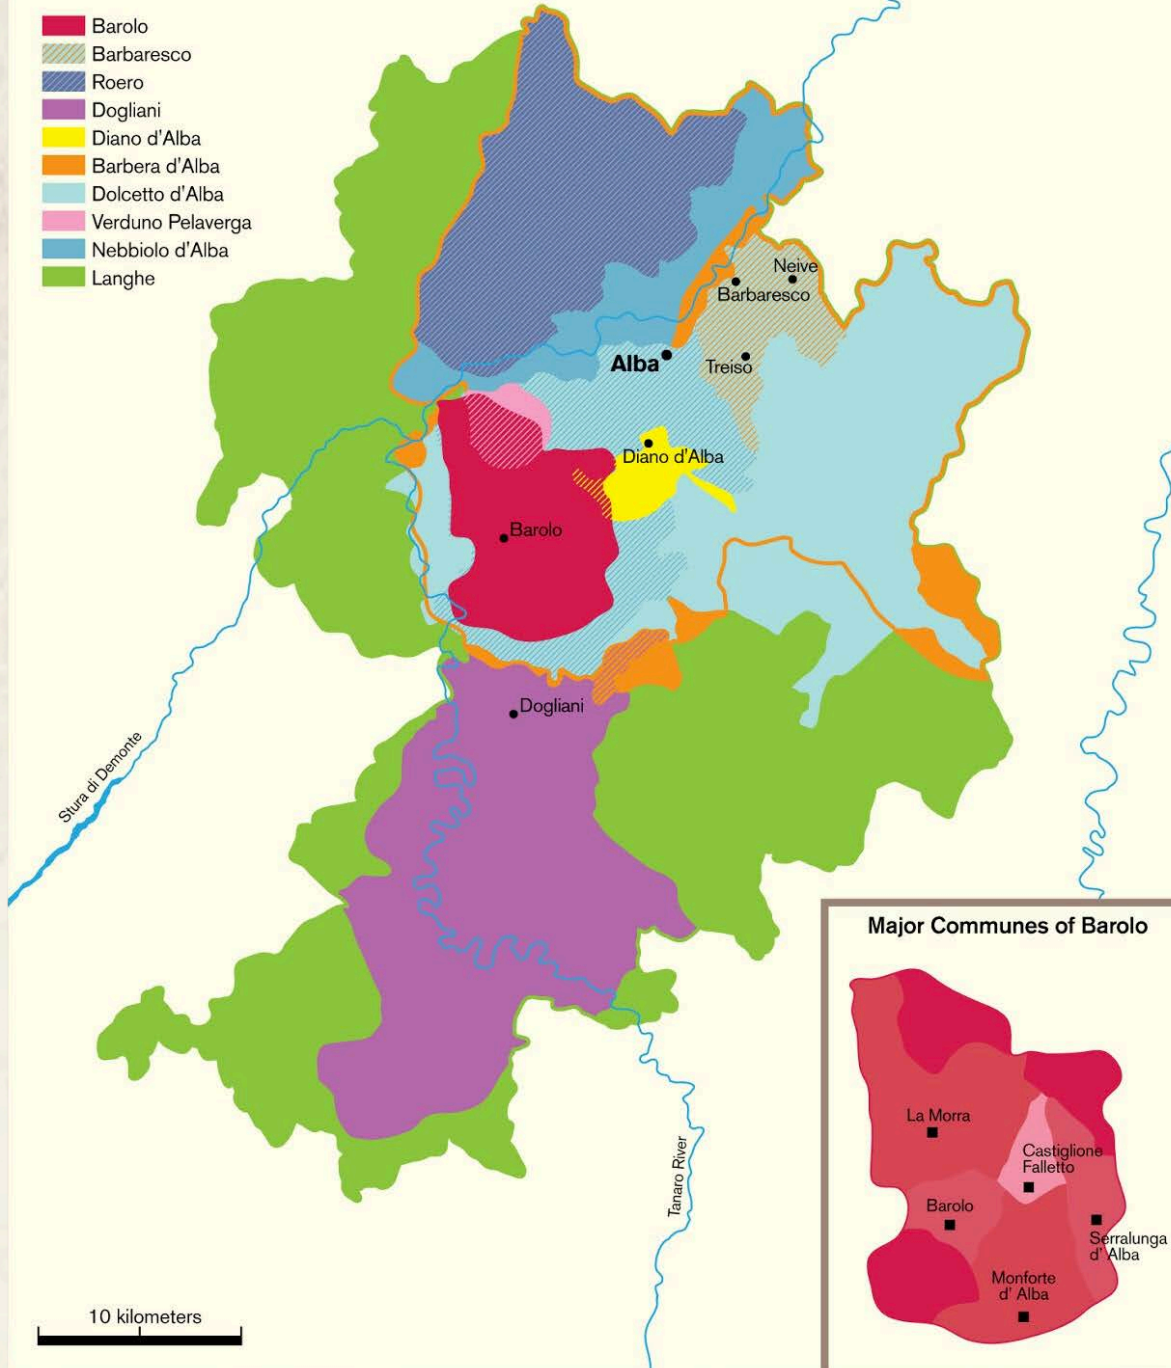 Barolo
Barbaresco
Roero
Dogliani
Diano d'Alba
Barbera d'Alba
Dolcetto d'Alba
Verduno Pelaverga
Nebbiolo d'Alba
Langhe
Neive
Barbaresco
Alba
Treiso
Diano d'Alba
Barolo
Dogliani
Stura di Demonte
Tanaro River
10 kilometers
Major Communes of Barolo
La Morra
Castiglione
Falletto
Barolo
Serralunga
d' Alba
Monforte
d' Alba